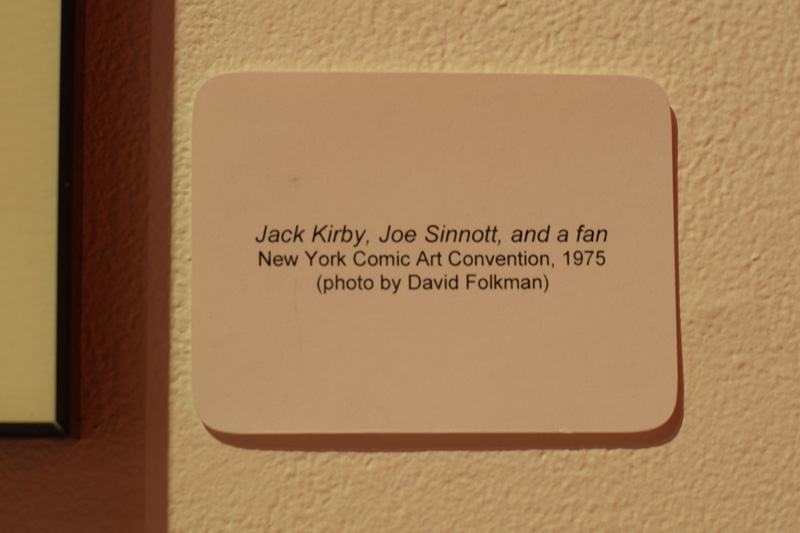 Jack Kirby, Joe Sinnott, and a fan
New York Comic Art Convention, 1975
(photo by David Folkman)